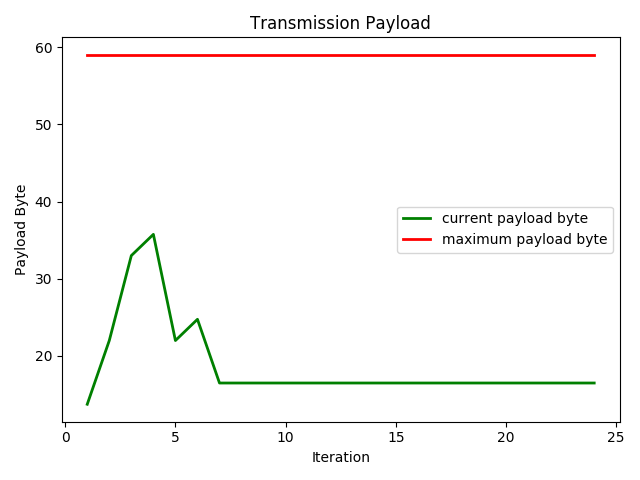 Transmission Payload
60
50
40
30
20
Payload Byte
current payload byte
maximum payload byte
0 5 10 15 20 25
Iteration